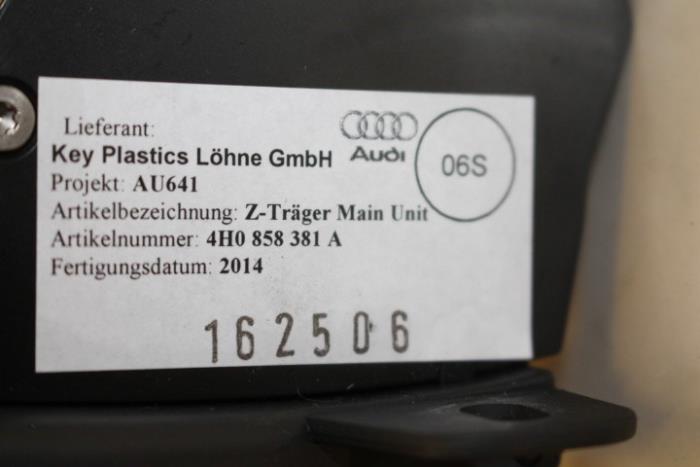 Lieferant:
Key Plastics Löhne GmbH
Audi
06S
Projekt: AU641
Artikelbezeichnung: Z-Träger Main Unit
Artikelnummer: 4H0 858 381 A
Fertigungsdatum: 2014
162506